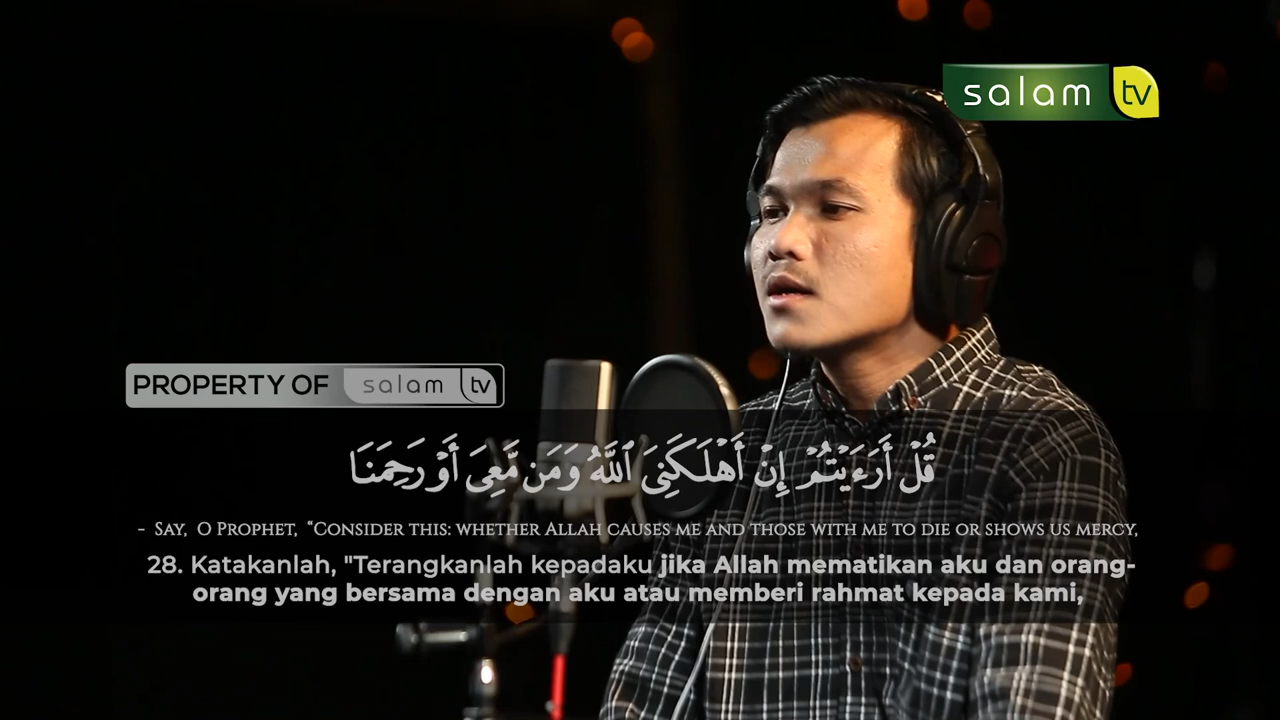 salam tv
PROPERTY OF salam tv
قُلْ أَرَءَيْتُمْ إِنْ أَهْلَكَنِىَ ٱللَّهُ وَمَن مَّعِىَ أَوْ رَحِمَنَا
- Say, O Prophet, “Consider this: whether Allah causes me and those with me to die or shows us mercy,
28. Katakanlah, "Terangkanlah kepadaku jika Allah mematikan aku dan orang-
orang yang bersama dengan aku atau memberi rahmat kepada kami,